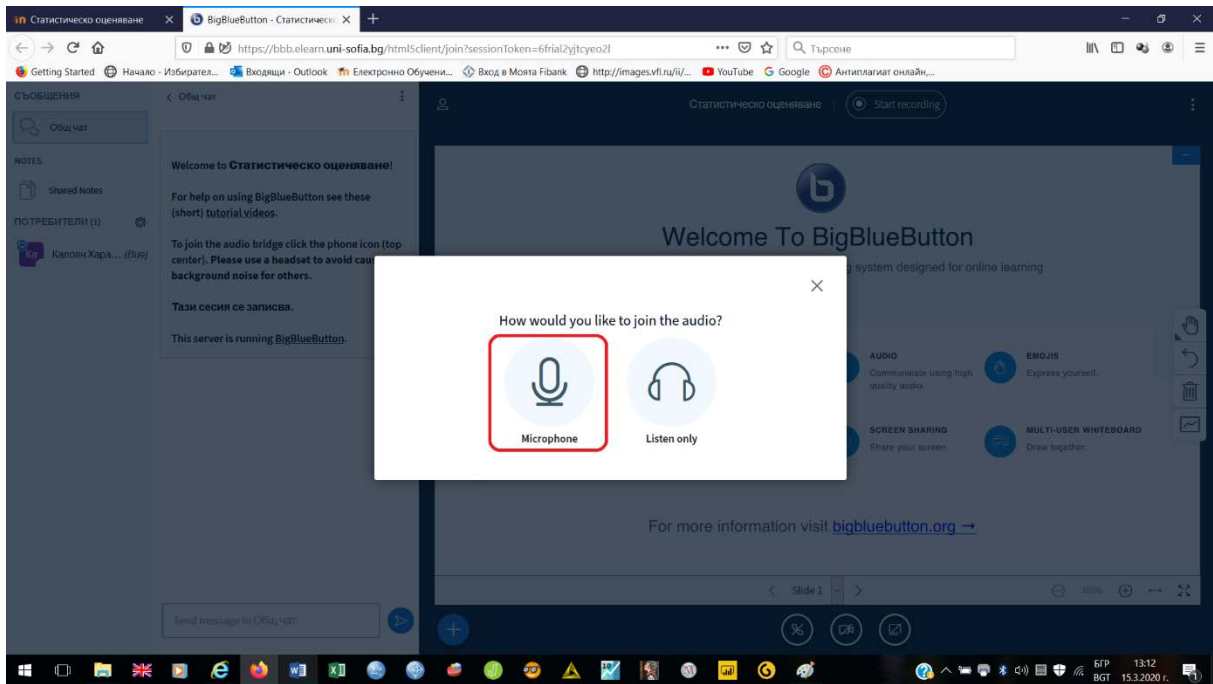 Статистическо оценяване
BigBlueButton - Статистическо
https://bbb.elearn.uni-sofia.bg/html5client/join?sessionToken=6frial2yjtcyeo2l
Търсене
Getting Started
Начало - Избирател...
Входящи - Outlook
Електронно Обучени...
Вход в Моята Fibank
http://images.vfl.ru/ii/...
YouTube
Google
Антиплагиат онлайн,...
СЪОБЩЕНИЯ
Общ чат
NOTES
Shared Notes
ПОТРЕБИТЕЛИ (1)
Ка
Калоян Хара... (Вие)
Общ чат
Welcome to Статистическо оценяване!
For help on using BigBlueButton see these
(short) tutorial videos.
To join the audio bridge click the phone icon (top
center). Please use a headset to avoid
background noise for others.
Тази сесия се записва.
This server is running BigBlueButton.
Send message to Общ чат
Статистическо оценяване
Start recording
Welcome To BigBlueButton
system designed for online learning
How would you like to join the audio?
Microphone
Listen only
AUDIO
Communicate using high
quality audio.
EMOJIS
Express yourself.
SCREEN SHARING
Share your screen.
MULTI-USER WHITEBOARD
Draw together.
For more information visit bigbluebutton.org →
Slide 1
100%
БГР
BGT
13:12
15.3.2020 г.